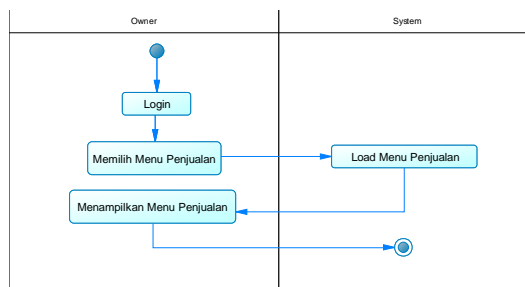 Owner
System
Login
Memilih Menu Penjualan
Load Menu Penjualan
Menampilkan Menu Penjualan